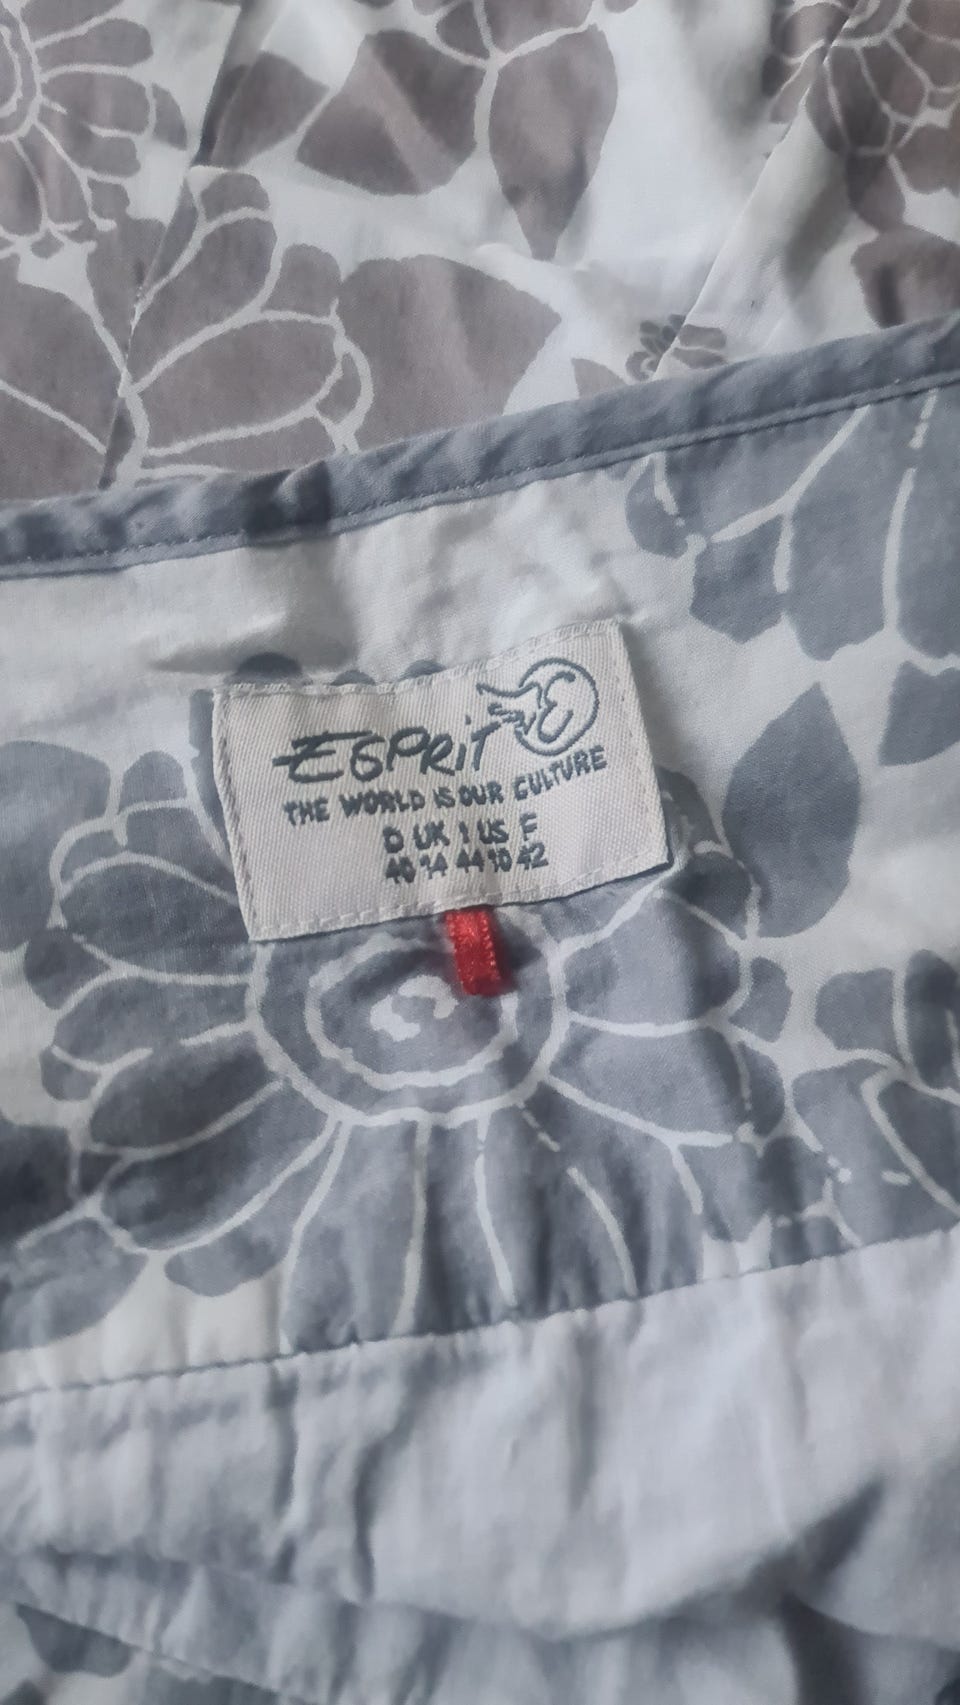 E
ESPRIT
THE WORLD IS OUR CULTURE
D UK I US F
40 14 44 10 42